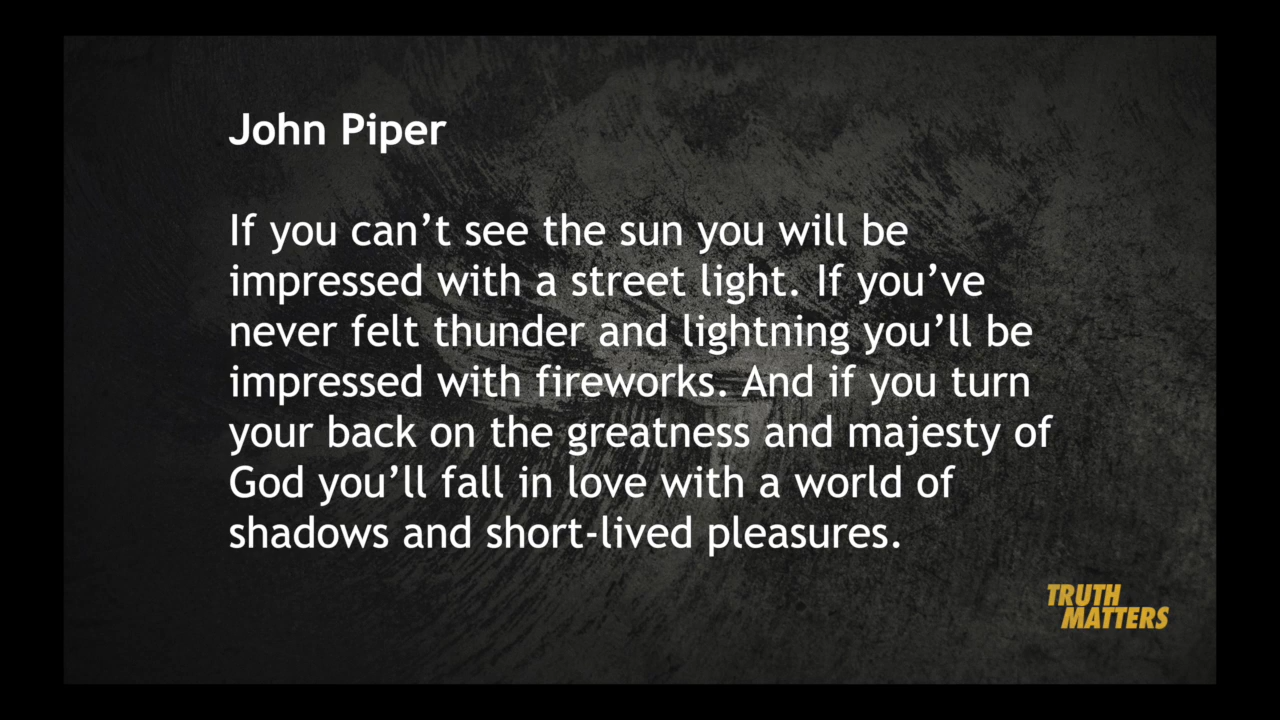 John Piper
If you can’t see the sun you will be
impressed with a street light. If you’ve
never felt thunder and lightning you’ll be
impressed with fireworks. And if you turn
your back on the greatness and majesty of
God you’ll fall in love with a world of
shadows and short-lived pleasures.
TRUTH
MATTERS